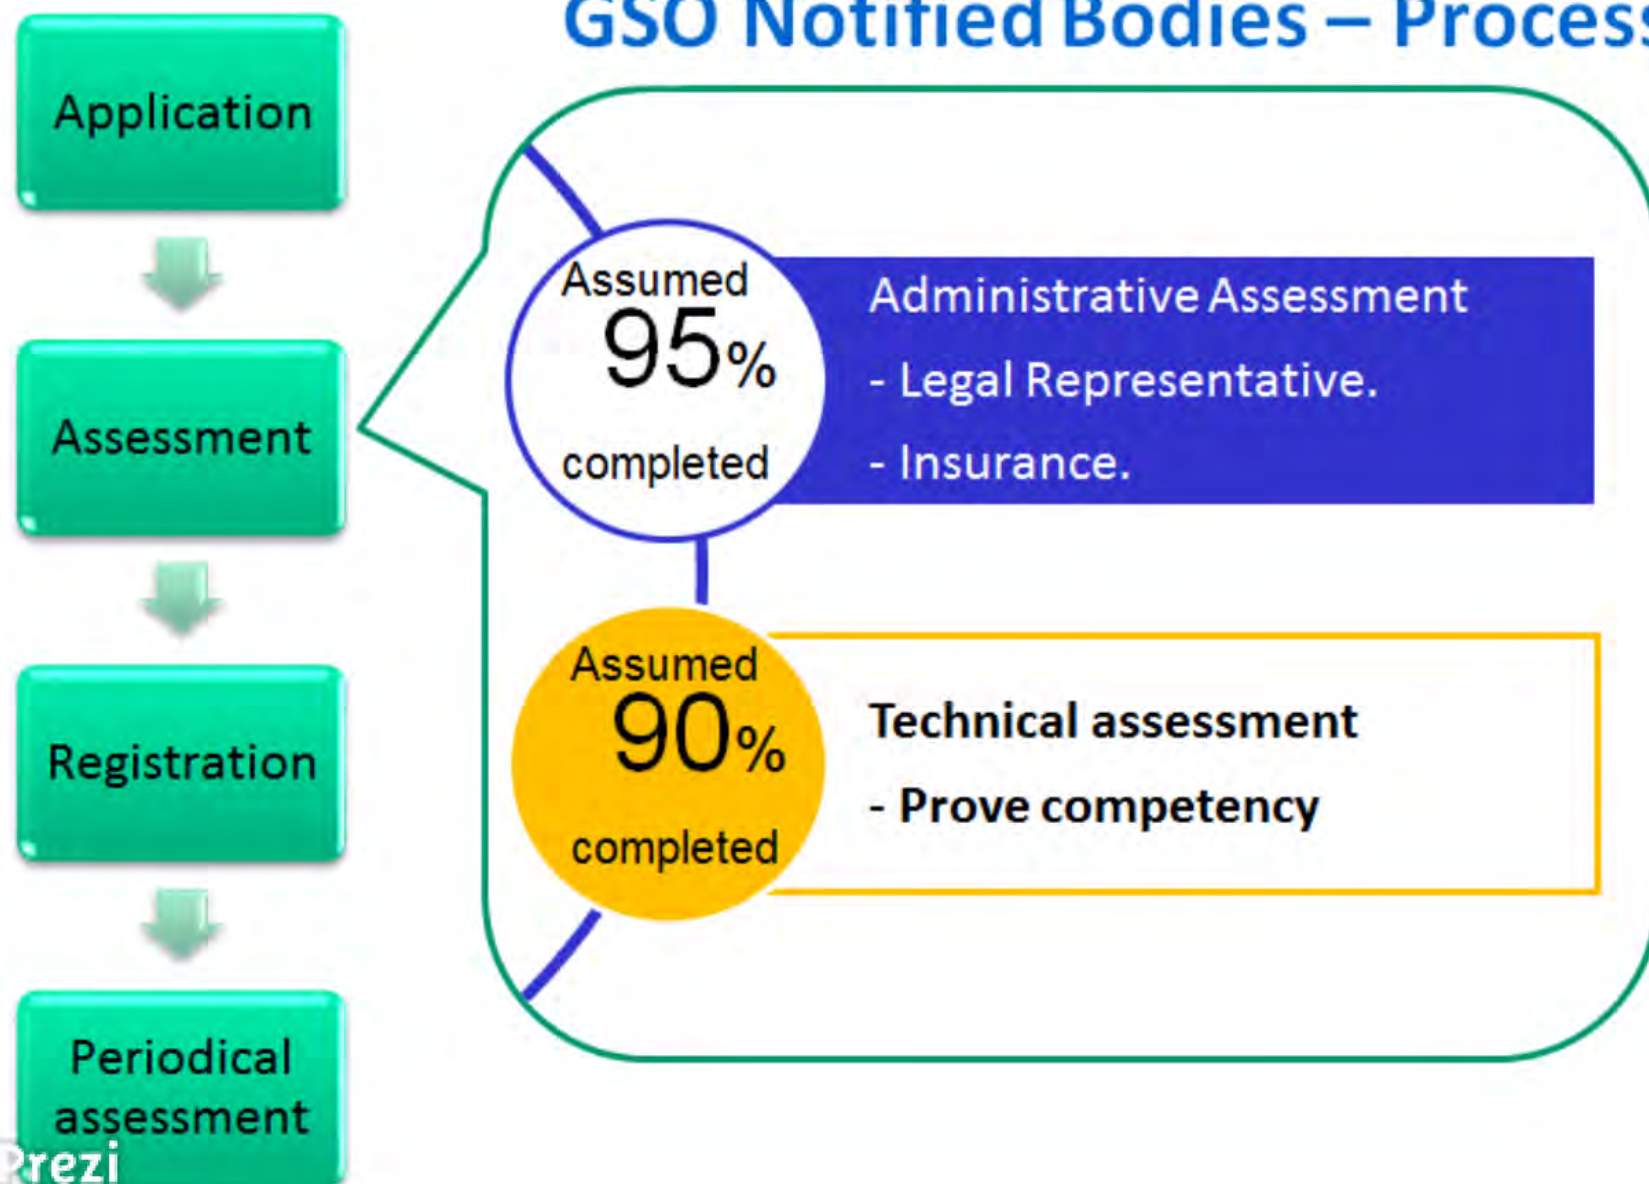 GSO Notified Bodies – Process
Application
Assessment
Registration
Periodical
assessment
Assumed
95%
completed
Administrative Assessment
- Legal Representative.
- Insurance.
Assumed
90%
completed
Technical assessment
- Prove competency
Prezi